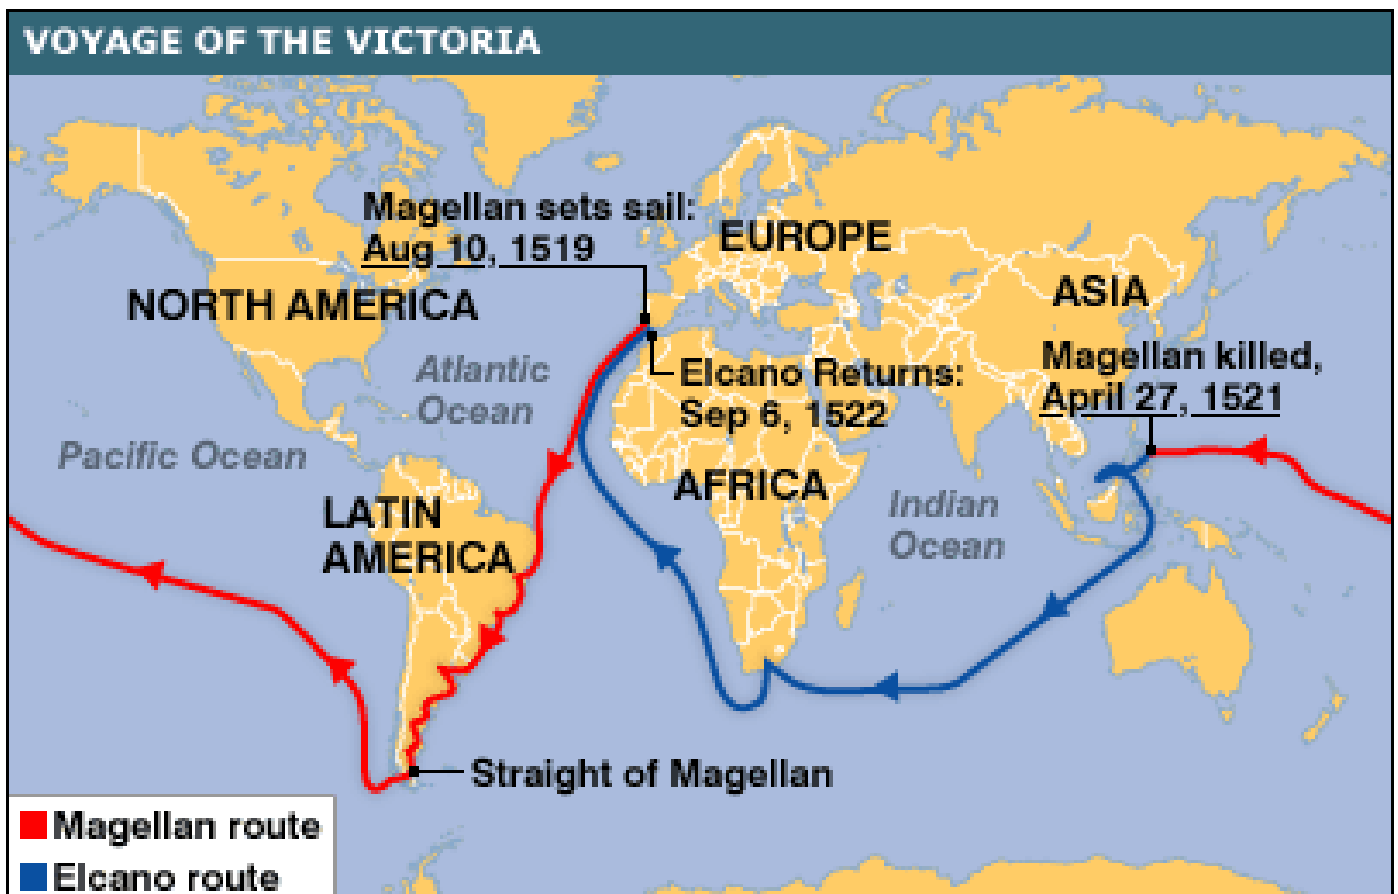 VOYAGE OF THE VICTORIA
Magellan sets sail:
Aug 10, 1519
EUROPE
ASIA
NORTH AMERICA
Magellan killed,
April 27, 1521
Atlantic
Ocean
Elcano Returns:
Sep 6, 1522
Pacific Ocean
AFRICA
Indian
Ocean
LATIN
AMERICA
Straight of Magellan
Magellan route
Elcano route